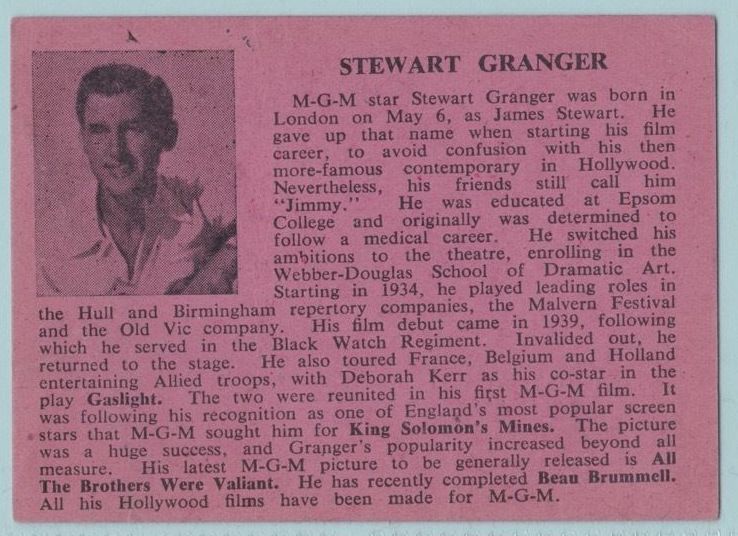 STEWART GRANGER
M-G-M star Stewart Granger was born in
London on May 6, as James Stewart. He
gave up that name when starting his film
career, to avoid confusion with his then
more-famous contemporary in Hollywood.
Nevertheless, his friends still call him
"Jimmy." He was educated at Epsom
College and originally was determined to
follow a medical career. He switched his
ambitions to the theatre, enrolling in the
Webber-Douglas School of Dramatic Art.
Starting in 1934, he played leading roles in
the Hull and Birmingham repertory companies, the Malvern Festival
and the Old Vic company. His film debut came in 1939, following
which he served in the Black Watch Regiment. Invalided out, he
returned to the stage. He also toured France, Belgium and Holland
entertaining Allied troops, with Deborah Kerr as his co-star in the
play Gaslight. The two were reunited in his first M-G-M film. It
was following his recognition as one of England's most popular screen
stars that M-G-M sought him for King Solomon's Mines. The picture
was a huge success, and Granger's popularity increased beyond all
measure. His latest M-G-M picture to be generally released is All
The Brothers Were Valiant. He has recently completed Beau Brummell.
All his Hollywood films have been made for M-G-M.